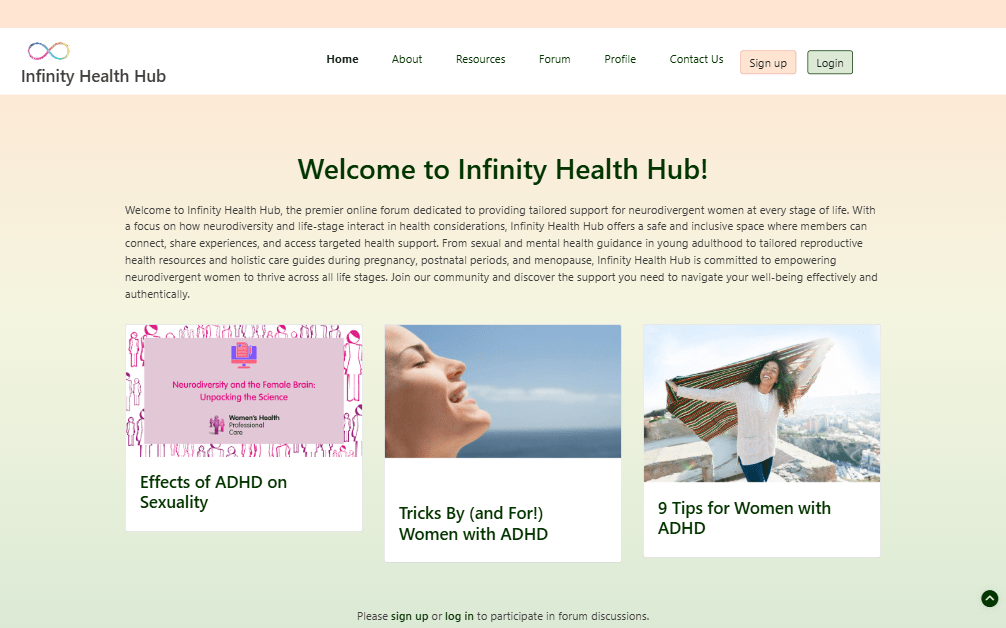 Infinity Health Hub
Home About Resources Forum Profile Contact Us Sign up Login
Welcome to Infinity Health Hub!
Welcome to Infinity Health Hub, the premier online forum dedicated to providing tailored support for neurodivergent women at every stage of life. With
a focus on how neurodiversity and life-stage interact in health considerations, Infinity Health Hub offers a safe and inclusive space where members can
connect, share experiences, and access targeted health support. From sexual and mental health guidance in young adulthood to tailored reproductive
health resources and holistic care guides during pregnancy, postnatal periods, and menopause, Infinity Health Hub is committed to empowering
neurodivergent women to thrive across all life stages. Join our community and discover the support you need to navigate your well-being effectively and
authentically.
Neurodiversity and the Female Brain:
Unpacking the Science
Women's Health
Professional
Care
Effects of ADHD on
Sexuality
Tricks By (and For!)
Women with ADHD
9 Tips for Women with
ADHD
Please sign up or log in to participate in forum discussions.